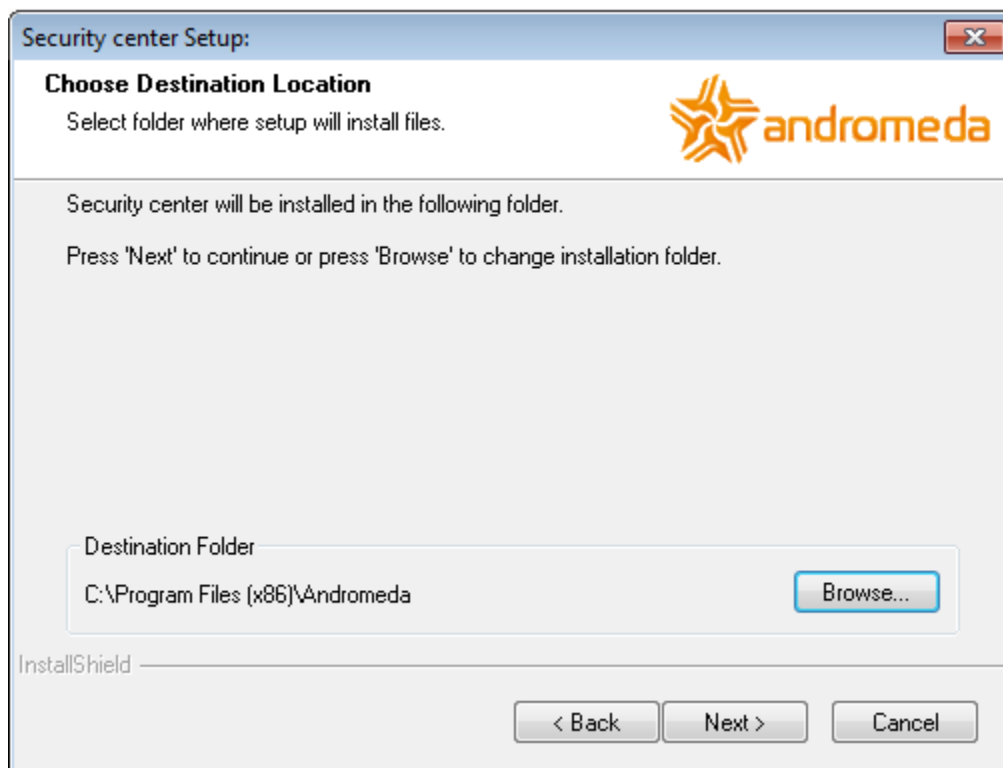 Security center Setup:
Choose Destination Location
Select folder where setup will install files.
andromeda
Security center will be installed in the following folder.
Press 'Next' to continue or press 'Browse' to change installation folder.
Destination Folder
C:\Program Files (x86)\Andromeda
Browse...
InstallShield
< Back
Next >
Cancel